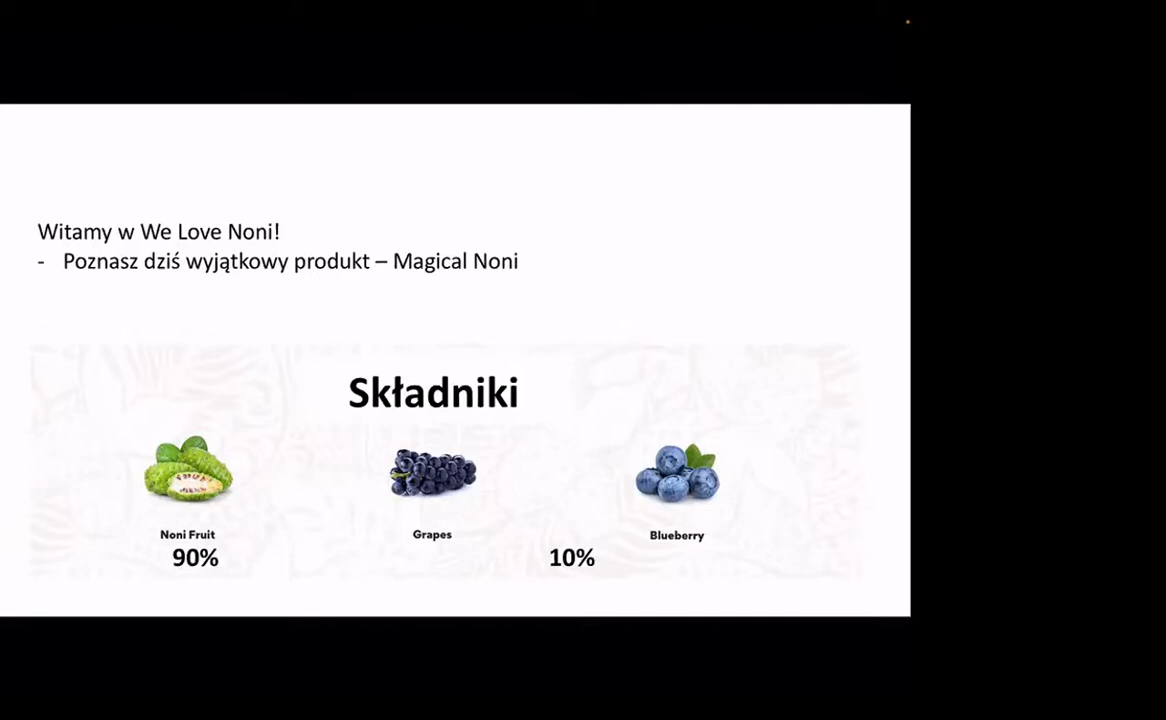 Witamy w We Love Noni!
- Poznasz dziś wyjątkowy produkt – Magical Noni
Składniki
Noni Fruit
Grapes
Blueberry
90%
10%